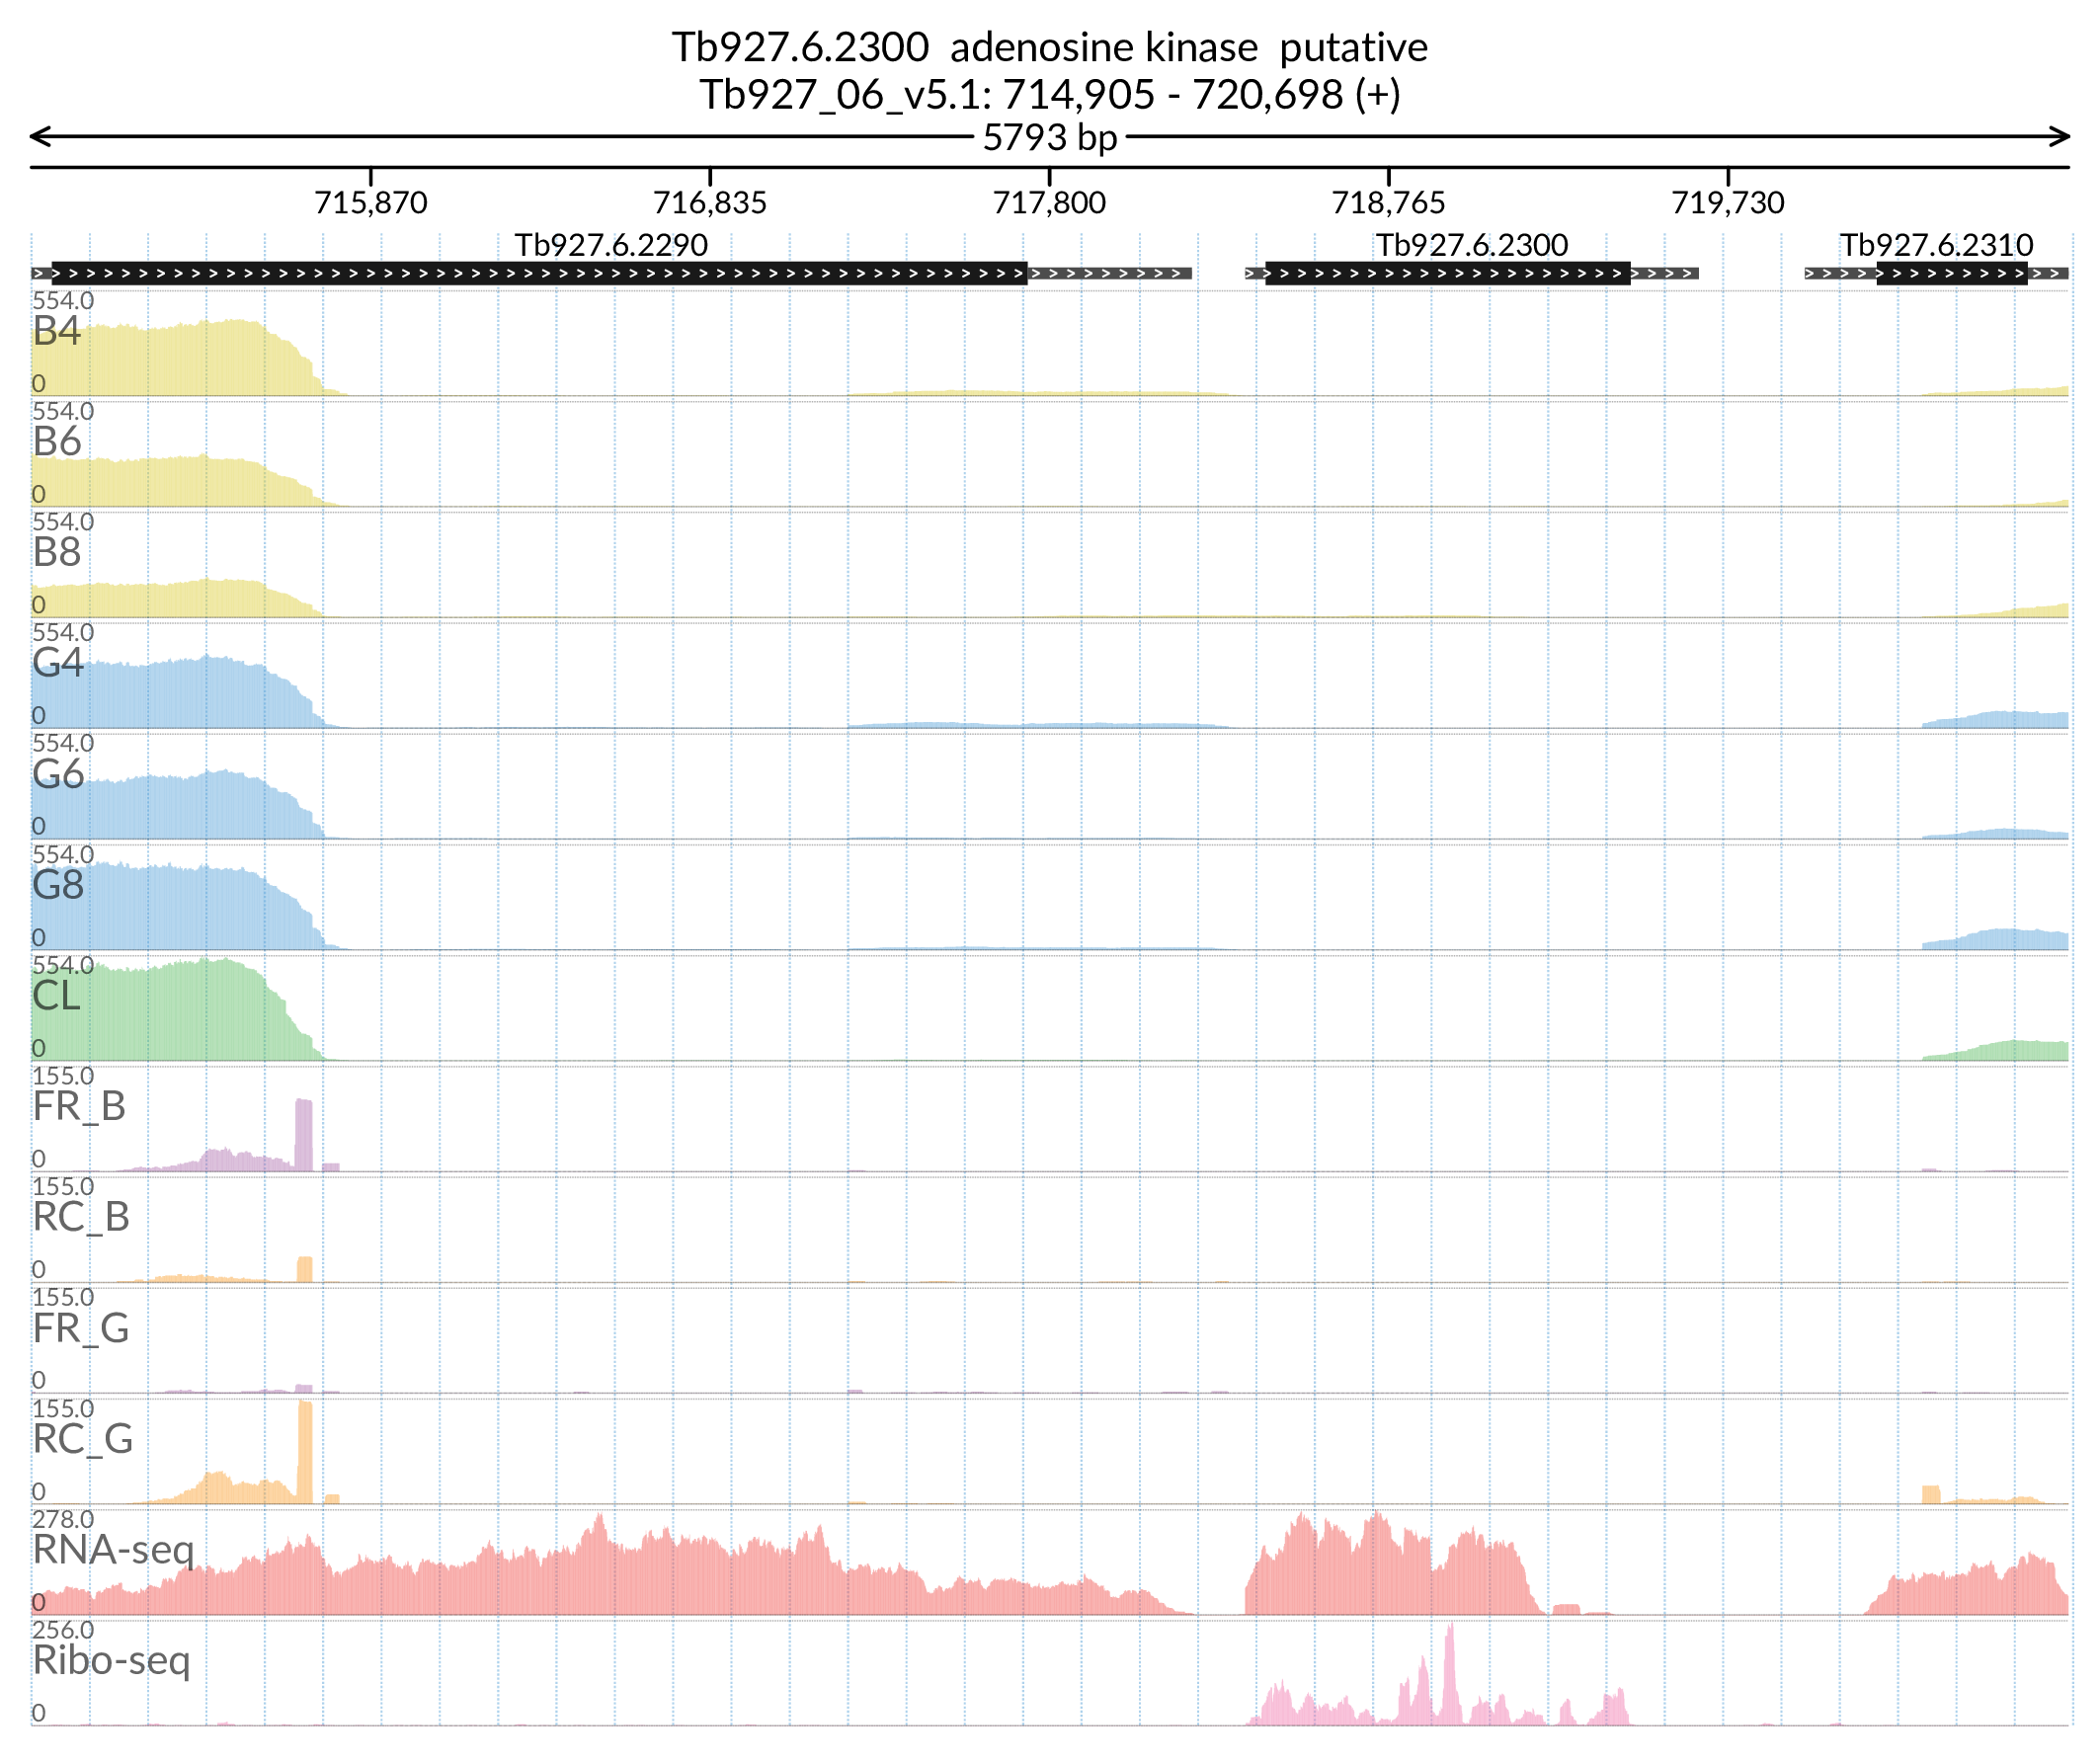 Tb927.6.2300 adenosine kinase putative
Tb927_06_v5.1: 714,905 - 720,698 (+)
5793 bp
715,870 716,835 717,800 718,765 719,730
Tb927.6.2290 Tb927.6.2300 Tb927.6.2310
554.0
B4
0
554.0
B6
0
554.0
B8
0
554.0
G4
0
554.0
G6
0
554.0
G8
0
554.0
CL
0
155.0
FR_B
0
155.0
RC_B
0
155.0
FR_G
0
155.0
RC_G
0
278.0
RNA-seq
0
256.0
Ribo-seq
0